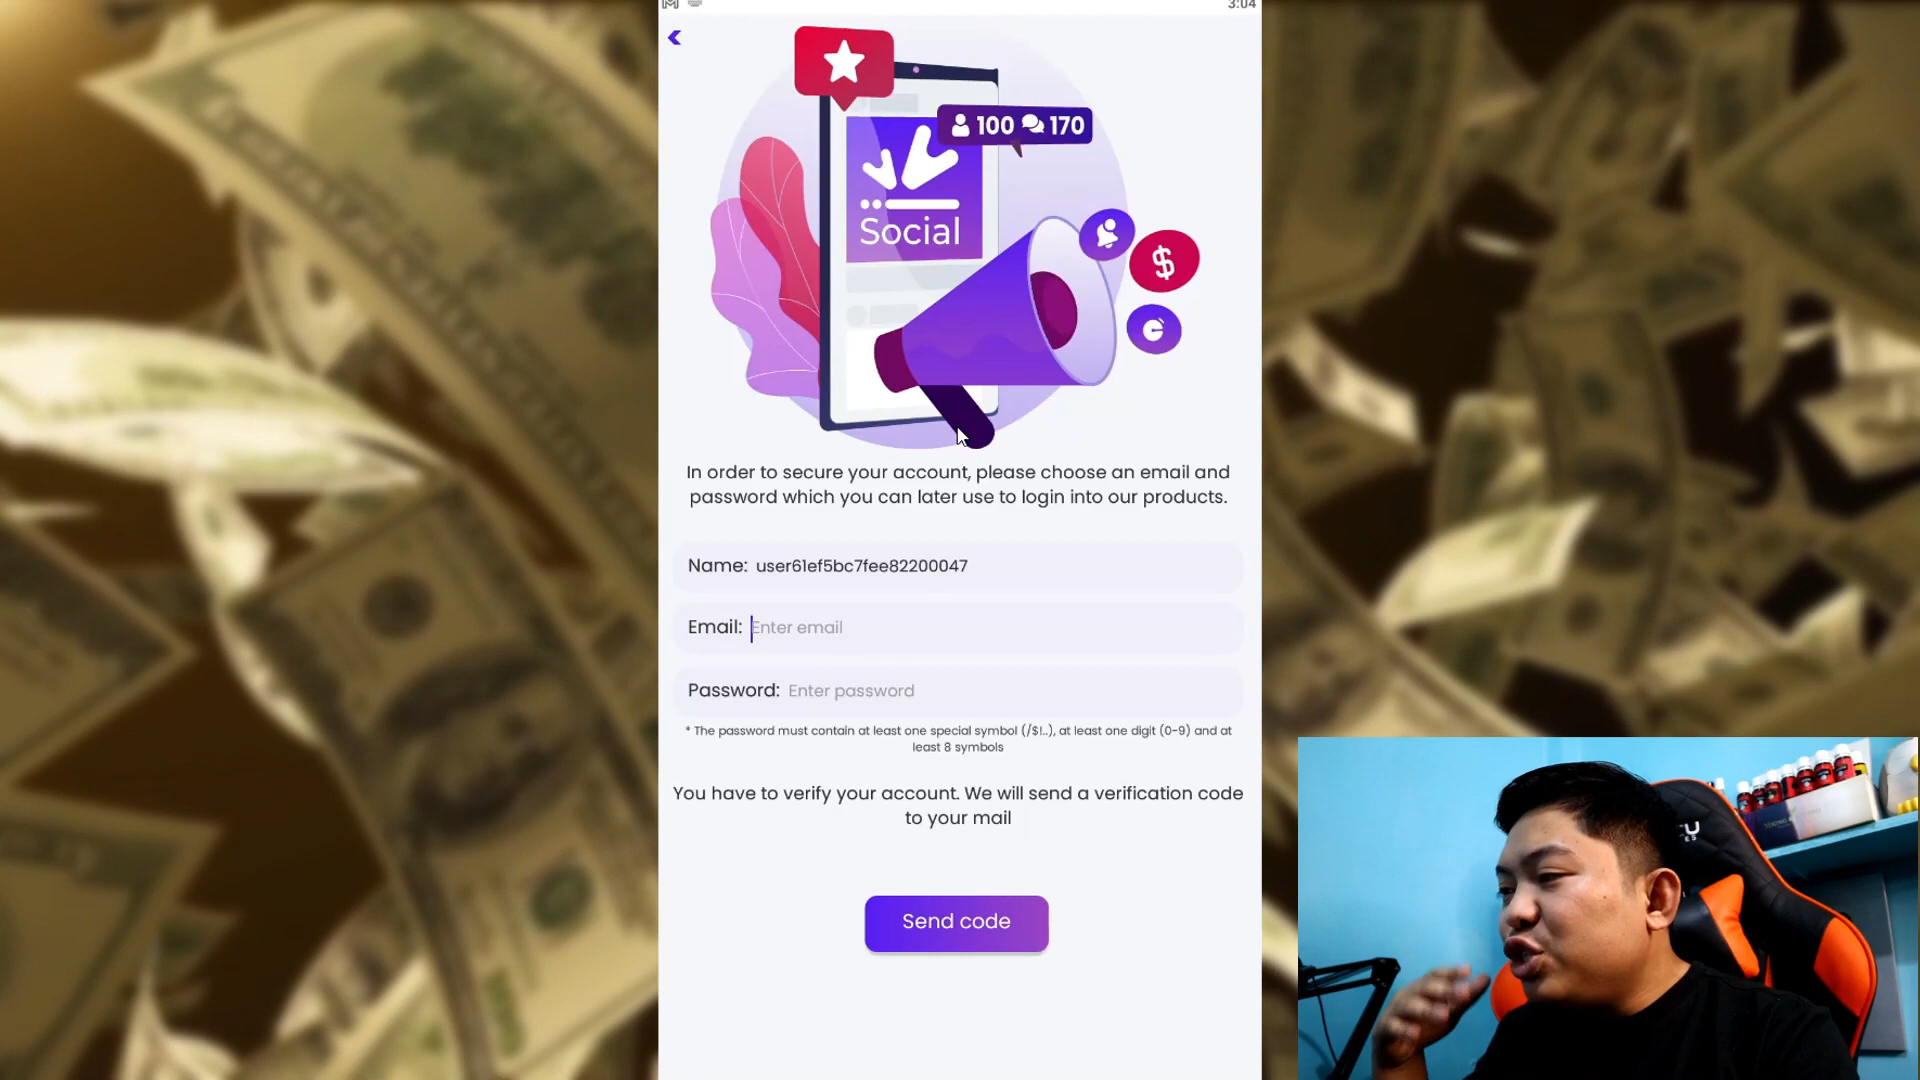 3:04
100 170
Social
$
In order to secure your account, please choose an email and
password which you can later use to login into our products.
Name: user61ef5bc7fee82200047
Email: Enter email
Password: Enter password
* The password must contain at least one special symbol (/$!..), at least one digit (0-9) and at
least 8 symbols
You have to verify your account. We will send a verification code
to your mail
Send code